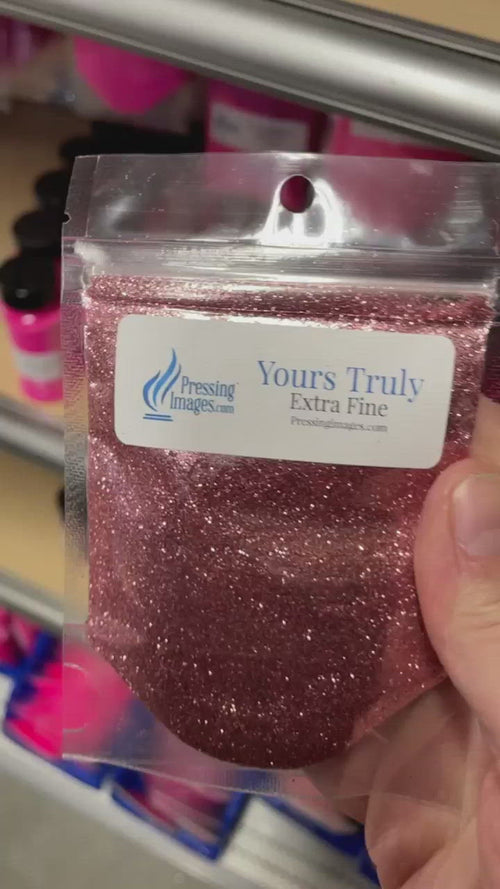 Pressing
Images.com
Yours Truly
Extra Fine
Pressingimages.com